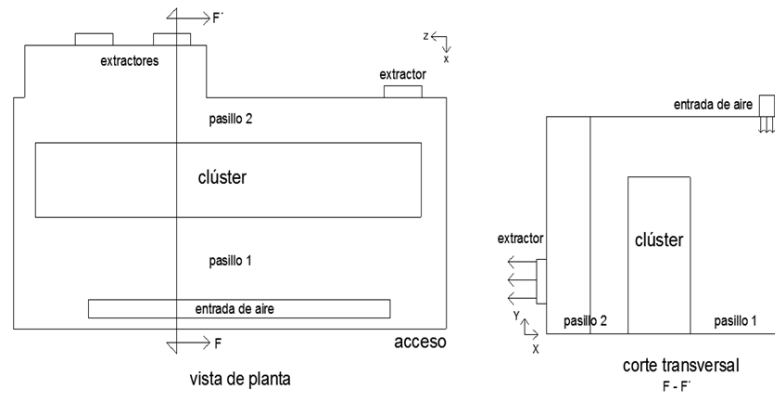 F´
z
x
extractores
extractor
pasillo 2
clúster
pasillo 1
entrada de aire
F
acceso
vista de planta
entrada de aire
extractor
clúster
Y
X
pasillo 2
pasillo 1
corte transversal
F - F´